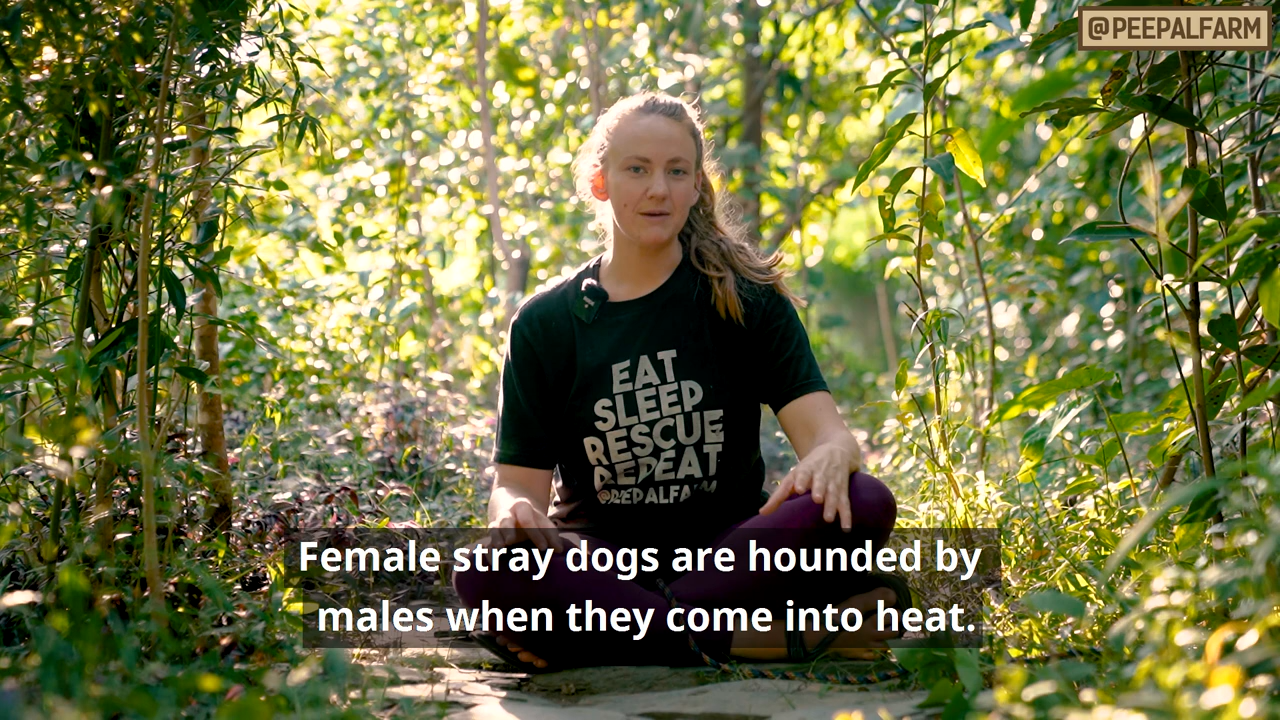 @PEEPALFARM
EAT
SLEEP
RESCUE
REPEAT
@PEEPALFARM
Female stray dogs are hounded by
males when they come into heat.